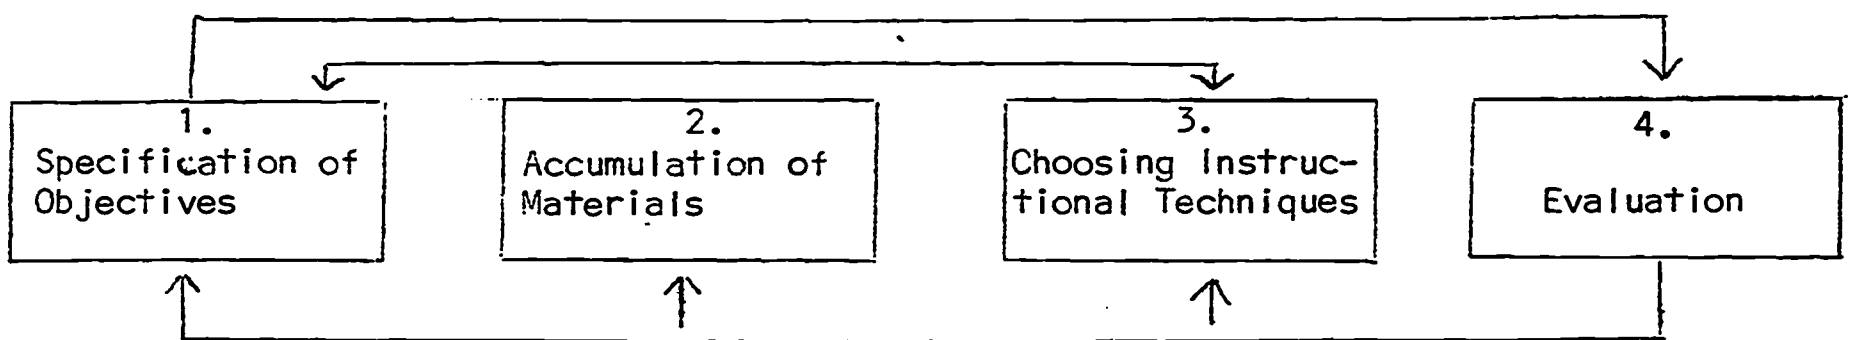 1.
Specification of
Objectives
2.
Accumulation of
Materials
3.
Choosing Instruc-
tional Techniques
4.
Evaluation